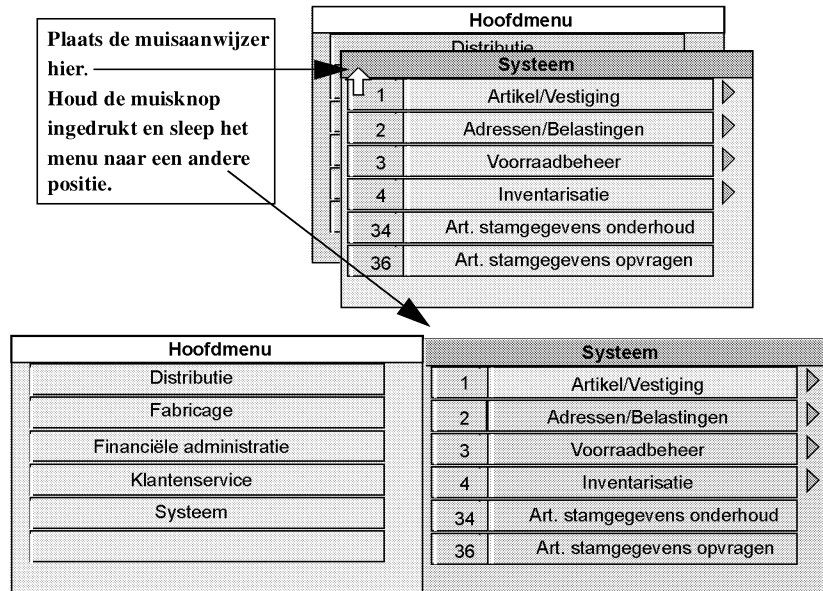 Hoofdmenu
Plaats de muisaanwijzer
hier.
Houd de muisknop
ingedrukt en sleep het
menu naar een andere
positie.
Distributie
Systeem
1 Artikel/Vestiging
2 Adressen/Belastingen
3 Voorraadbeheer
4 Inventarisatie
34 Art. stamgegevens onderhoud
36 Art. stamgegevens opvragen
Hoofdmenu
Distributie
Fabricage
Financiële administratie
Klantenservice
Systeem
Systeem
1 Artikel/Vestiging
2 Adressen/Belastingen
3 Voorraadbeheer
4 Inventarisatie
34 Art. stamgegevens onderhoud
36 Art. stamgegevens opvragen